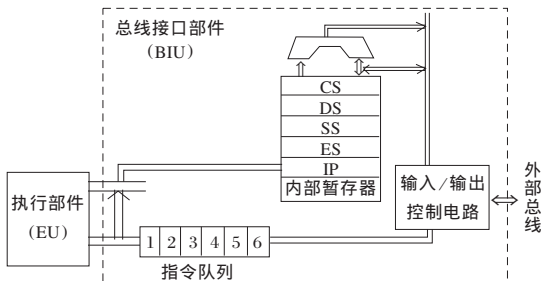 总线接口部件
(BIU)
CS
DS
SS
ES
IP
内部暂存器
执行部件
(EU)
输入/输出
控制电路
外部总线
1 2 3 4 5 6
指令队列